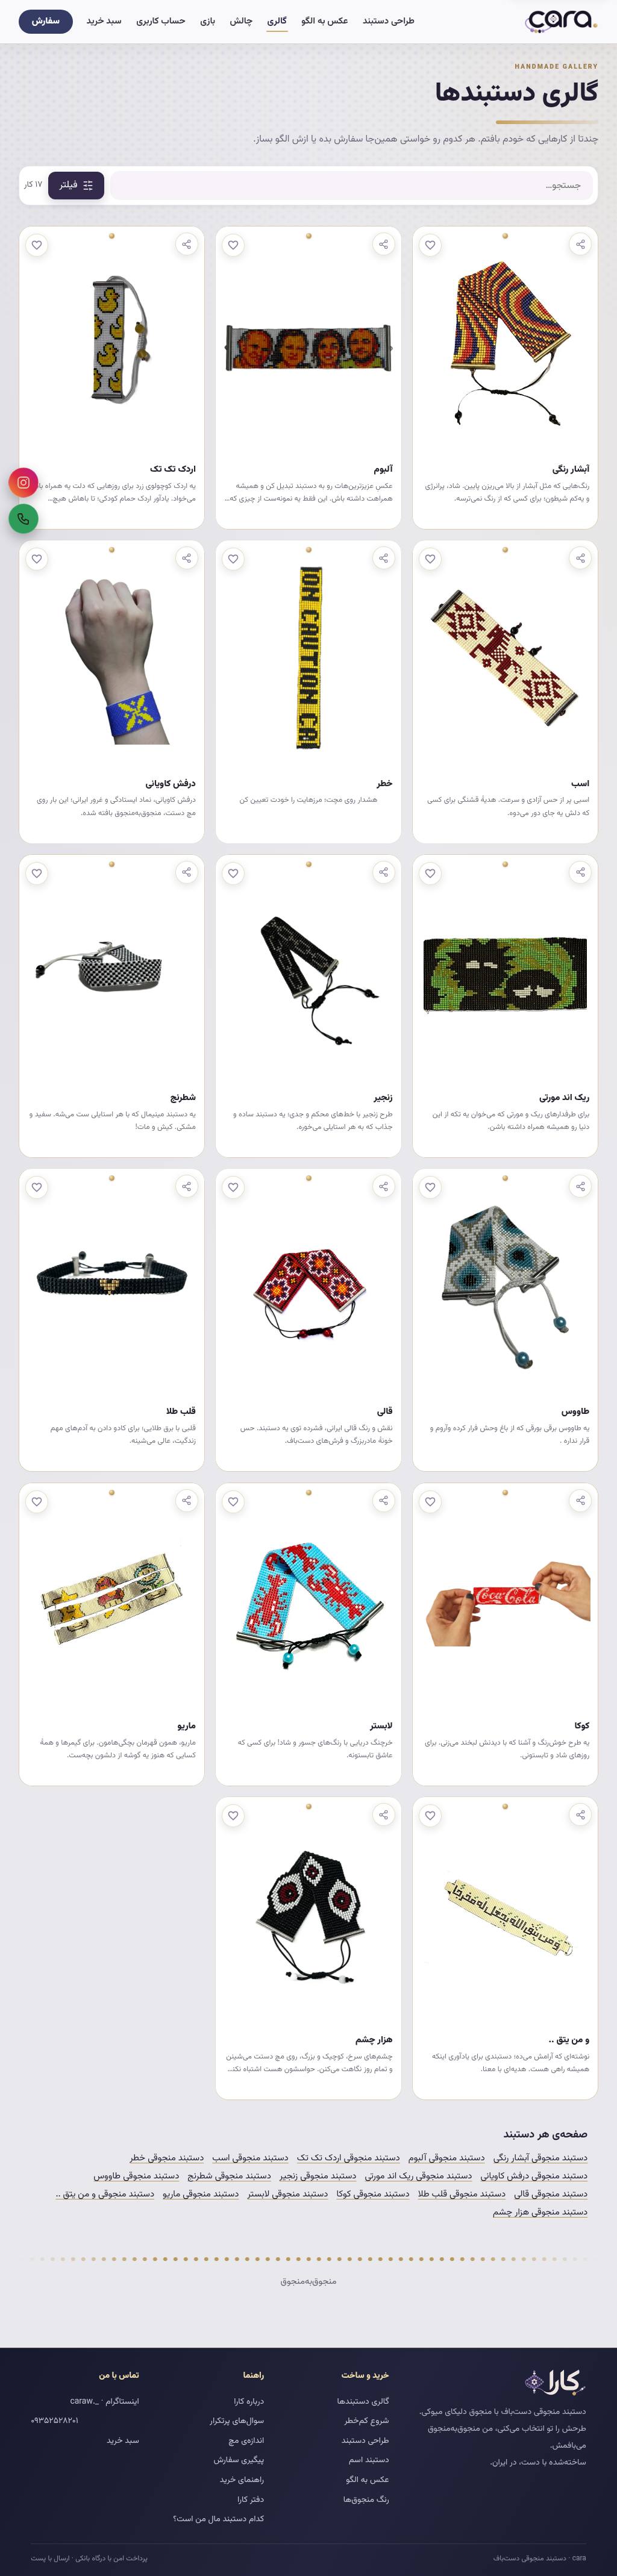 cara.
طراحی دستبند
عکس به الگو
گالری
چالش
بازی
حساب کاربری
سبد خرید
سفارش
HANDMADE GALLERY
گالری دستبندها
چندتا از کارهایی که خودم بافتم. هر کدوم رو خواستی همین‌جا سفارش بده یا ازش الگو بساز.
جستجو...
فیلتر
۱۷ کار
آبشار رنگی
رنگ‌هایی که مثل آبشار از بالا می‌ریزن پایین. شاد، پرانرژی
و یه‌کم شیطون؛ برای کسی که از رنگ نمی‌ترسه.
آلبوم
عکس عزیزترین‌هات رو به دستبند تبدیل کن و همیشه
همراهت داشته باش. این فقط یه نمونه‌ست از چیزی که...
اردک تک تک
یه کوچولوی زرد برای روزهایی که دلت یه همراه با
می‌خواد. یادآور اردک حمام کودکی؛ تا باهاش هیچ...
ON CAUTION CAU
اسب
اسبی پر از حس آزادی و سرعت. هدیهٔ قشنگی برای کسی
که دلش یه جای دور می‌دوه.
خطر
هشدار روی مچت؛ مرزهایت را خودت تعیین کن
درفش کاویانی
درفش کاویانی، نماد ایستادگی و غرور ایرانی؛ این بار روی
مچ دستت، منجوق‌به‌منجوق بافته شده.
ریک اند مورتی
برای طرفدارهای ریک و مورتی که می‌خوان یه تکه از این
دنیا رو همیشه همراه داشته باشن.
زنجیر
طرح زنجیر با خط‌های محکم و جدی؛ یه دستبند ساده و
جذاب که به هر استایلی می‌خوره.
شطرنج
یه دستبند مینیمال که با هر استایلی ست می‌شه. سفید و
مشکی. کیش و مات!
طاووس
یه طاووس برقی بورقی که از باغ وحش فرار کرده وآروم و
قرار نداره .
قالی
نقش و رنگ قالی ایرانی، فشرده توی یه دستبند. حس
خونهٔ مادربزرگ و فرش‌های دست‌باف.
قلب طلا
قلبی با برق طلایی؛ برای کادو دادن به آدم‌های مهم
زندگیت، عالی می‌شینه.
Coca-Cola
کوکا
یه طرح خوش‌رنگ و آشنا که با دیدنش لبخند می‌زنی. برای
روزهای شاد و تابستونی.
لابستر
خرچنگ دریایی با رنگ‌های جسور و شاد! برای کسی که
عاشق تابستونه.
ماریو
ماریو، همون قهرمان بچگی‌هامون. برای گیمرها و همهٔ
کسایی که هنوز یه گوشه از دلشون بچه‌ست.
ومن يتق الله يجعل له مخرجا
و من یتق ..
نوشته‌ای که آرامش می‌ده؛ دستبندی برای یادآوری اینکه
همیشه راهی هست. هدیه‌ای با معنا.
هزار چشم
چشم‌های سرخ، کوچیک و بزرگ، روی مچ دستت می‌شینن
و تمام روز نگاهت می‌کنن. حواسشون هست اشتباه نکنـ...
صفحه‌ی هر دستبند
دستبند منجوقی آبشار رنگی دستبند منجوقی آلبوم دستبند منجوقی اردک تک تک دستبند منجوقی اسب دستبند منجوقی خطر
دستبند منجوقی درفش کاویانی دستبند منجوقی ریک اند مورتی دستبند منجوقی زنجیر دستبند منجوقی شطرنج دستبند منجوقی طاووس
دستبند منجوقی قالی دستبند منجوقی قلب طلا دستبند منجوقی کوکا دستبند منجوقی لابستر دستبند منجوقی ماریو دستبند منجوقی و من یتق ..
دستبند منجوقی هزار چشم
منجوق‌به‌منجوق
کارا
دستبند منجوقی دست‌باف با منجوق دلیکای میوکی.
طرحش را تو انتخاب می‌کنی، من منجوق‌به‌منجوق
می‌بافمش.
ساخته‌شده با دست، در ایران.
خرید و ساخت
گالری دستبندها
شروع کم‌خطر
طراحی دستبند
دستبند اسم
عکس به الگو
رنگ منجوق‌ها
راهنما
درباره کارا
سوال‌های پرتکرار
اندازه‌ی مچ
پیگیری سفارش
راهنمای خرید
دفتر کارا
کدام دستبند مال من است؟
تماس با من
اینستاگرام · _.caraw
۰۹۳۵۲۵۲۸۲۰۱
سبد خرید
cara · دستبند منجوقی دست‌باف
پرداخت امن با درگاه بانکی · ارسال با پست